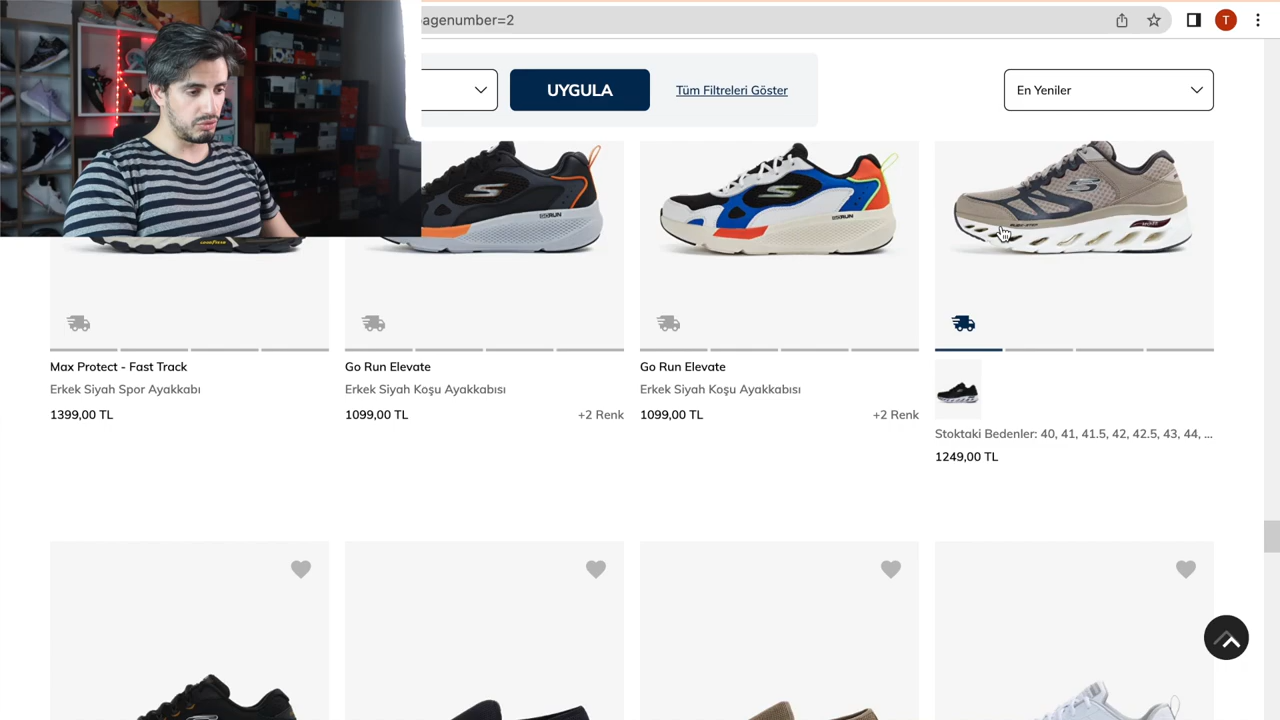 agenumber=2
T
UYGULA
Tüm Filtreleri Göster
En Yeniler
GOODYEAR
GORUN
GORUN
Max Protect - Fast Track
Erkek Siyah Spor Ayakkabı
1399,00 TL
Go Run Elevate
Erkek Siyah Koşu Ayakkabısı
1099,00 TL
+2 Renk
Go Run Elevate
Erkek Siyah Koşu Ayakkabısı
1099,00 TL
+2 Renk
Stoktaki Bedenler: 40, 41, 41.5, 42, 42.5, 43, 44, ...
1249,00 TL